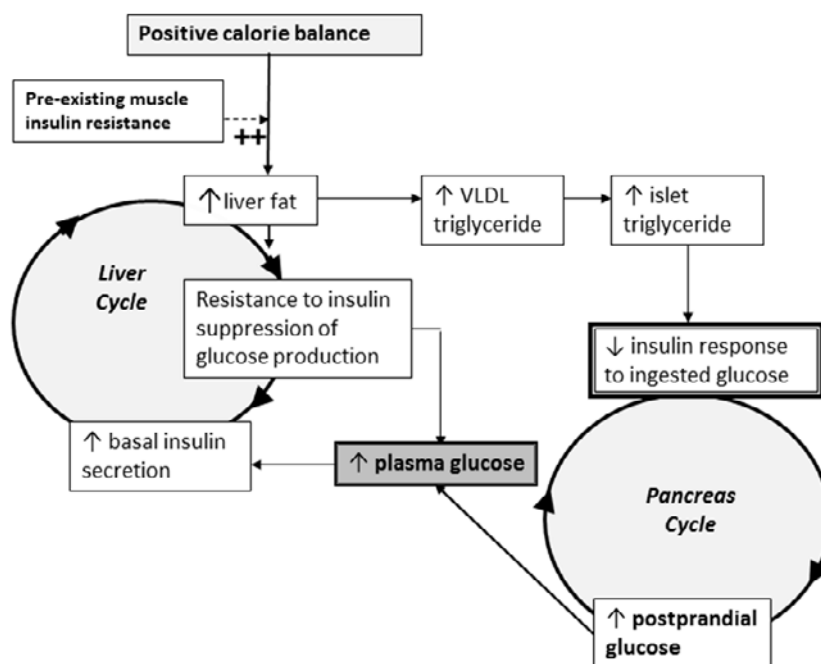 Positive calorie balance
Pre-existing muscle
insulin resistance
++
↑ liver fat
↑ VLDL
triglyceride
↑ islet
triglyceride
Liver
Cycle
Resistance to insulin
suppression of
glucose production
↓ insulin response
to ingested glucose
↑ basal insulin
secretion
↑ plasma glucose
Pancreas
Cycle
↑ postprandial
glucose